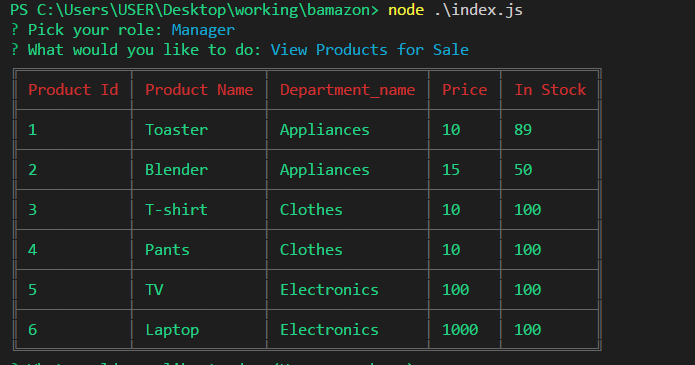 PS C:\Users\USER\Desktop\working\bamazon> node .\index.js
? Pick your role: Manager
? What would you like to do: View Products for Sale
Product Id Product Name Department_name Price In Stock
1 Toaster Appliances 10 89
2 Blender Appliances 15 50
3 T-shirt Clothes 10 100
4 Pants Clothes 10 100
5 TV Electronics 100 100
6 Laptop Electronics 1000 100